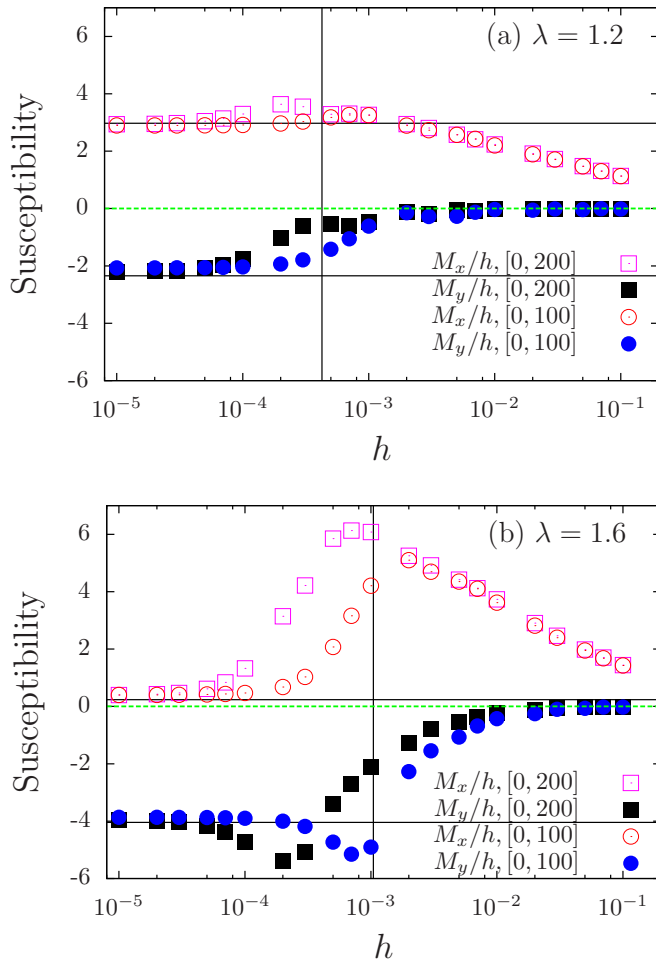 (a) λ = 1.2
Susceptibility
6
4
2
0
-2
-4
-6
M_x/h, [0, 200]
M_y/h, [0, 200]
M_x/h, [0, 100]
M_y/h, [0, 100]
10^{-5} 10^{-4} 10^{-3} 10^{-2} 10^{-1}
h
(b) λ = 1.6
Susceptibility
6
4
2
0
-2
-4
-6
M_x/h, [0, 200]
M_y/h, [0, 200]
M_x/h, [0, 100]
M_y/h, [0, 100]
10^{-5} 10^{-4} 10^{-3} 10^{-2} 10^{-1}
h